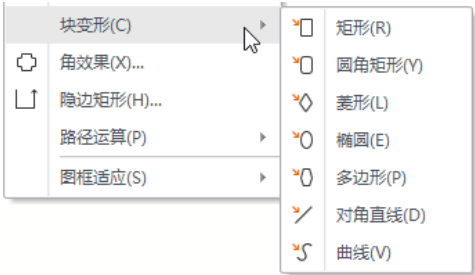 块变形(C)
角效果(X)...
隐边矩形(H)...
路径运算(P)
图框适应(S)
矩形(R)
圆角矩形(Y)
菱形(L)
椭圆(E)
多边形(P)
对角直线(D)
曲线(V)